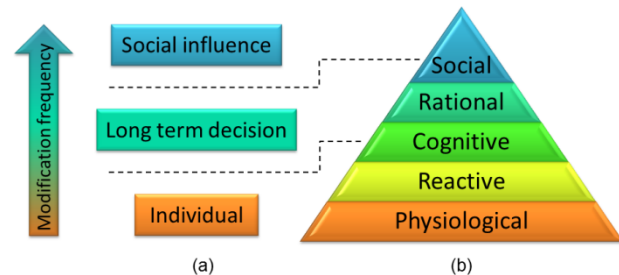 Modification frequency
Social influence
Long term decision
Individual
(a)
Social
Rational
Cognitive
Reactive
Physiological
(b)